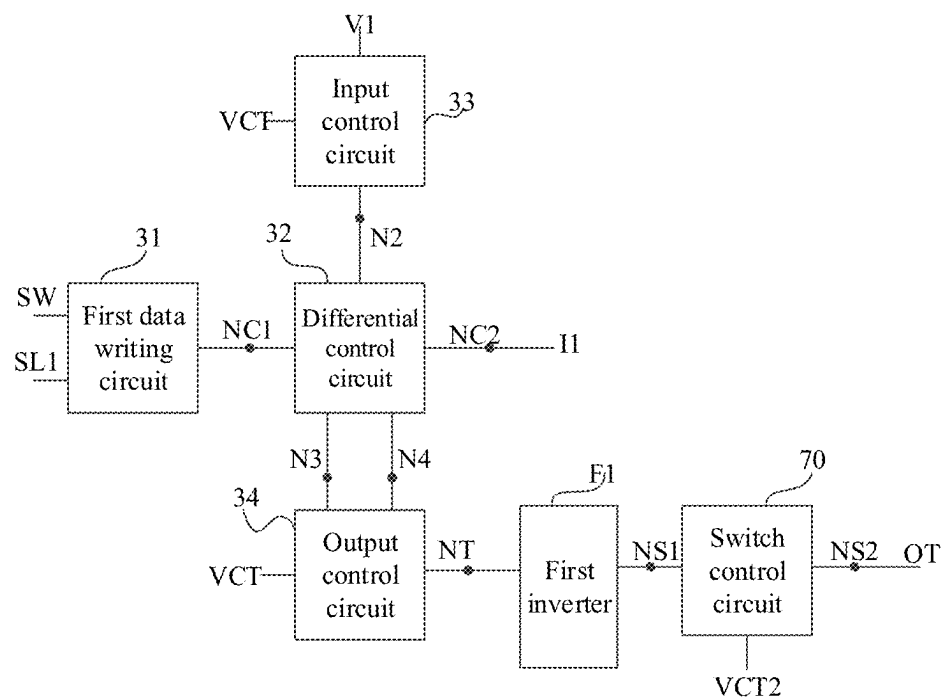 V1
Input
control
circuit
VCT
33
N2
31
32
SW
SL1
First data
writing
circuit
NC1
Differential
control
circuit
NC2
I1
N3
N4
34
VCT
Output
control
circuit
NT
F1
First
inverter
NS1
70
Switch
control
circuit
NS2
OT
VCT2